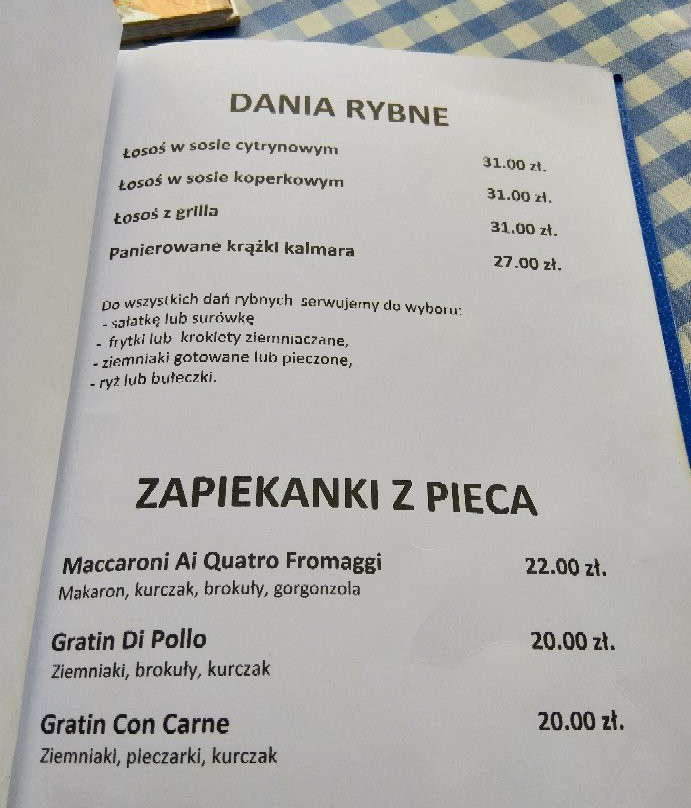 DANIA RYBNE
Łosoś w sosie cytrynowym 31.00 zł.
Łosoś w sosie koperkowym 31.00 zł.
Łosoś z grilla 31.00 zł.
Panierowane krążki kalmara 27.00 zł.
Do wszystkich dań rybnych serwujemy do wyboru:
- sałatkę lub surówkę
- frytki lub krokiety ziemniaczane,
- ziemniaki gotowane lub pieczone,
- ryż lub bułeczki.
ZAPIEKANKI Z PIECA
Maccaroni Ai Quatro Fromaggi 22.00 zł.
Makaron, kurczak, brokuły, gorgonzola
Gratin Di Pollo 20.00 zł.
Ziemniaki, brokuły, kurczak
Gratin Con Carne 20.00 zł.
Ziemniaki, pieczarki, kurczak